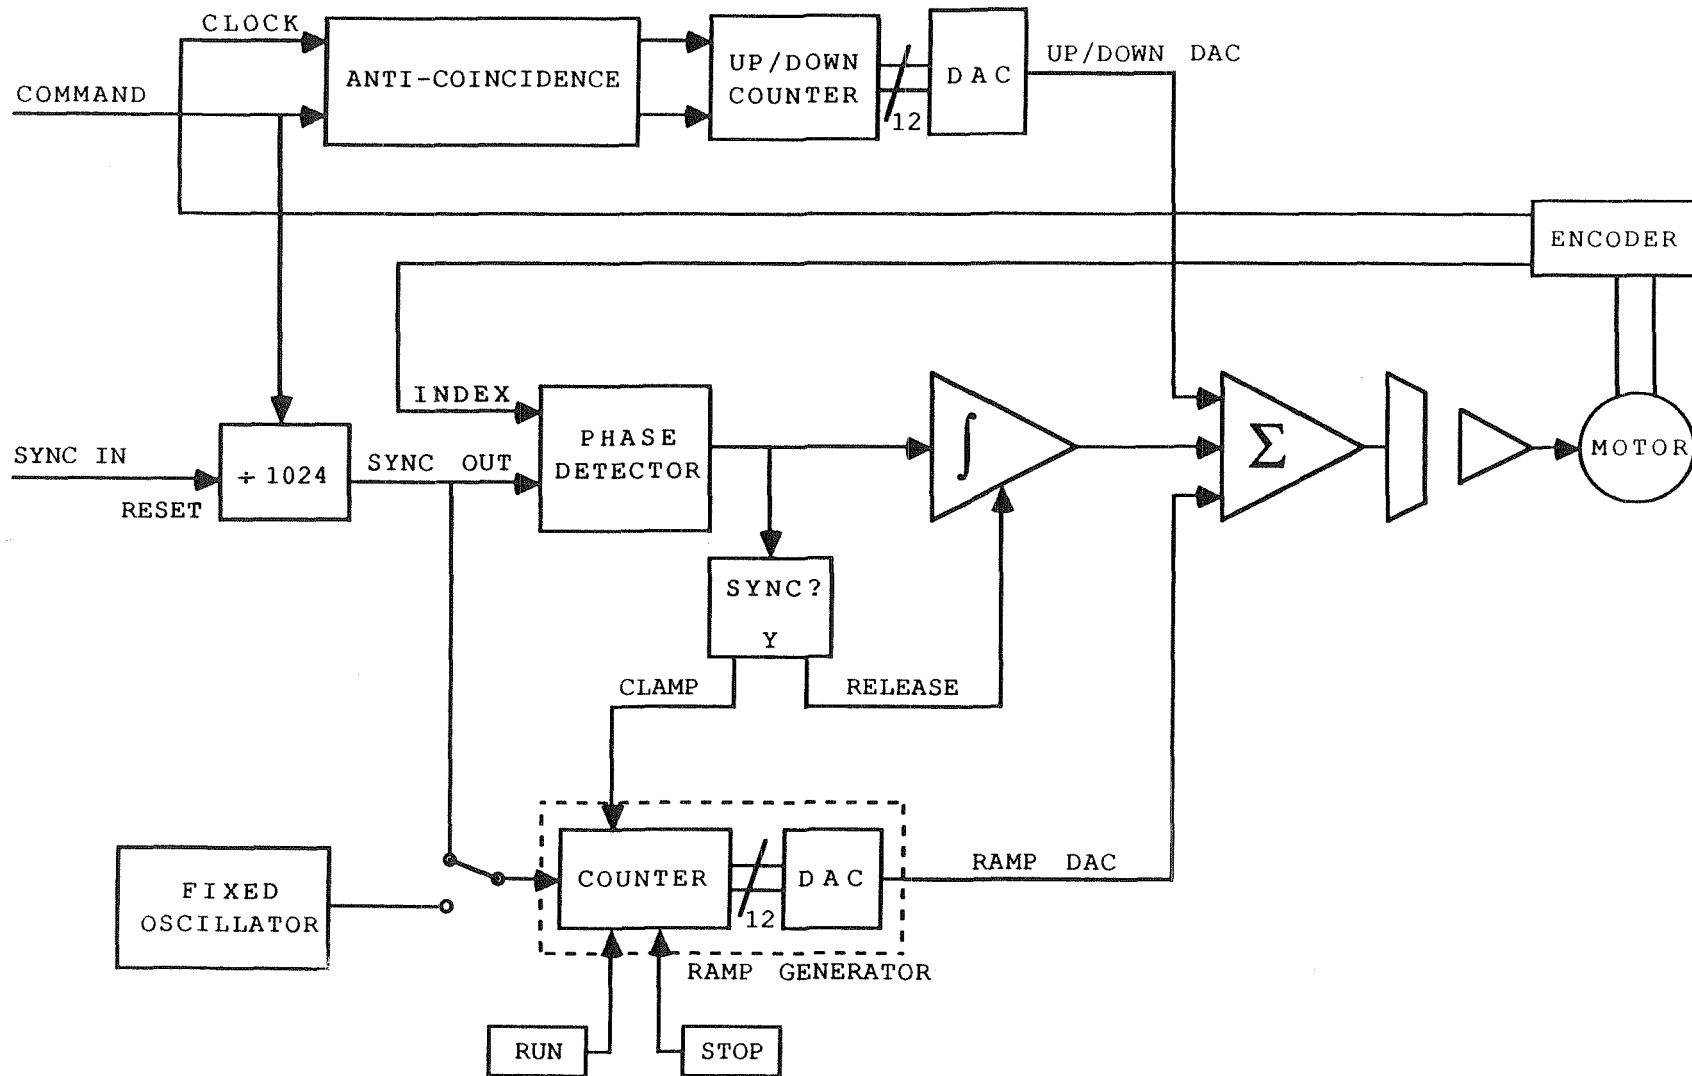 CLOCK
COMMAND
ANTI-COINCIDENCE
UP/DOWN
COUNTER
12
DAC
UP/DOWN DAC
ENCODER
INDEX
PHASE
DETECTOR
∫
Σ
MOTOR
SYNC IN
RESET
÷1024
SYNC OUT
SYNC?
Y
CLAMP
RELEASE
FIXED
OSCILLATOR
COUNTER
12
DAC
RAMP DAC
RAMP GENERATOR
RUN
STOP